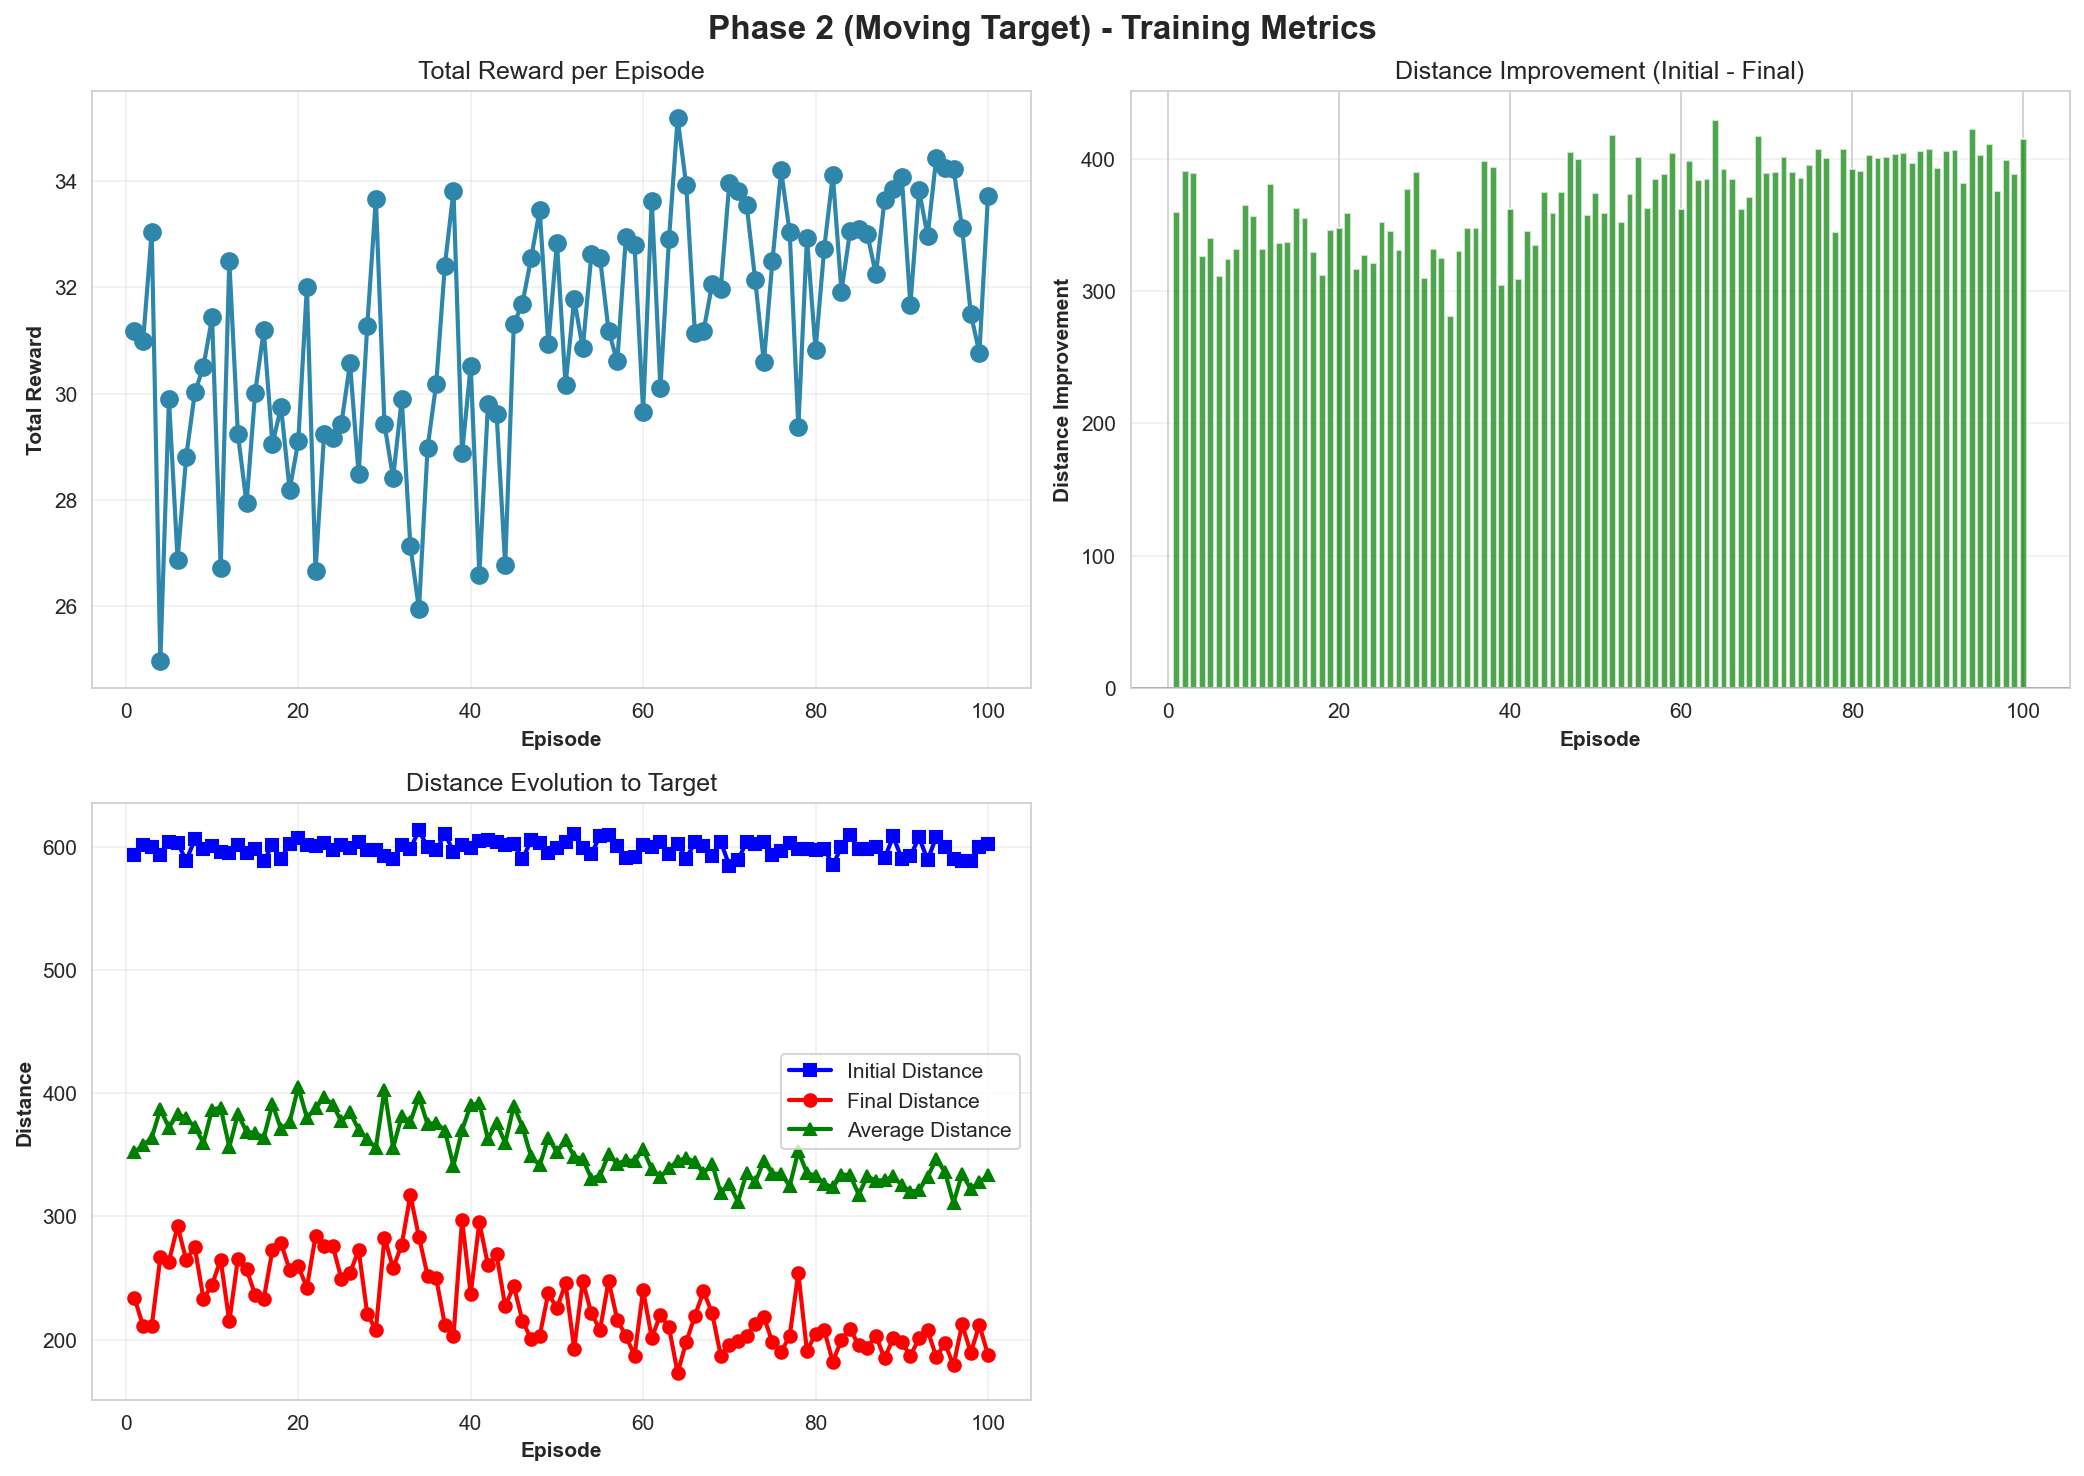 Phase 2 (Moving Target) - Training Metrics
Total Reward per Episode
Total Reward
34
32
30
28
26
0 20 40 60 80 100
Episode
Distance Improvement (Initial - Final)
Distance Improvement
400
300
200
100
0
0 20 40 60 80 100
Episode
Distance Evolution to Target
Distance
600
500
400
300
200
Initial Distance
Final Distance
Average Distance
0 20 40 60 80 100
Episode